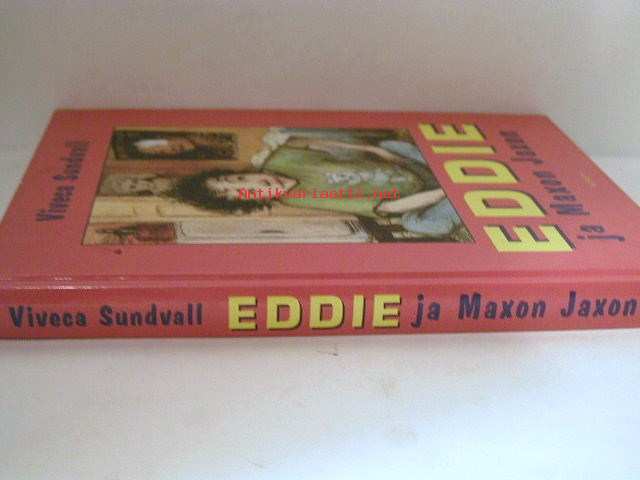 Viveca Sundvall
EDDIE
ja Maxon Jaxon
Antikvariaatti.net
Viveca Sundvall EDDIE ja Maxon Jaxon